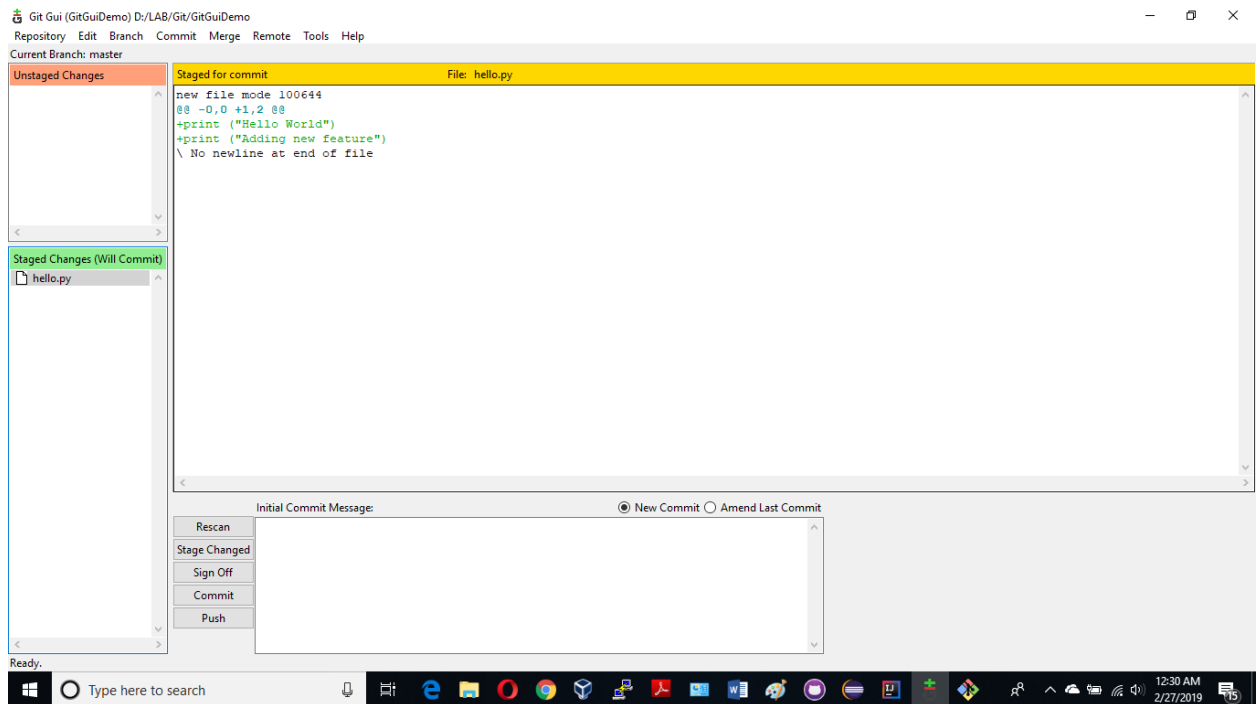 Git Gui (GitGuiDemo) D:/LAB/Git/GitGuiDemo
Repository Edit Branch Commit Merge Remote Tools Help
Current Branch: master
Unstaged Changes
Staged for commit File: hello.py
new file mode 100644
@@ -0,0 +1,2 @@
+print ("Hello World")
+print ("Adding new feature")
\ No newline at end of file
Staged Changes (Will Commit)
hello.py
Initial Commit Message:
New Commit Amend Last Commit
Rescan
Stage Changed
Sign Off
Commit
Push
Ready.
Type here to search
12:30 AM
2/27/2019
15